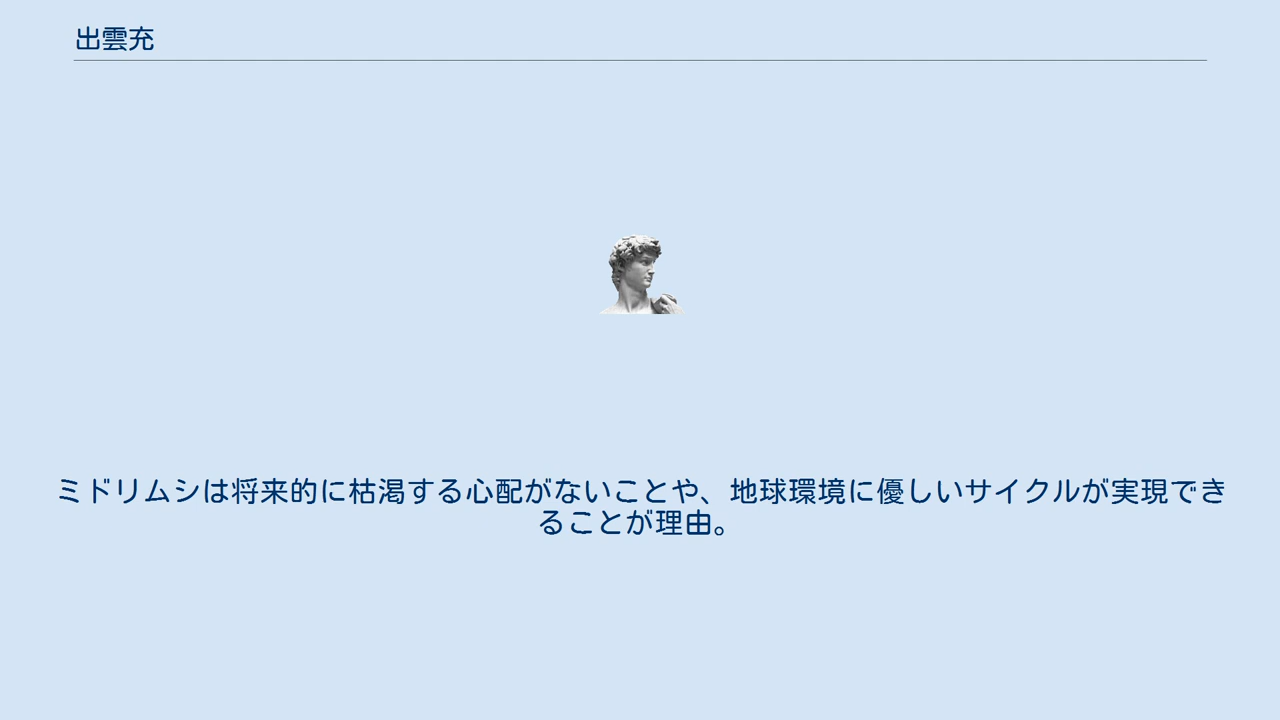 出雲充
ミドリムシは将来的に枯渇する心配がないことや、地球環境に優しいサイクルが実現でき
ることが理由。